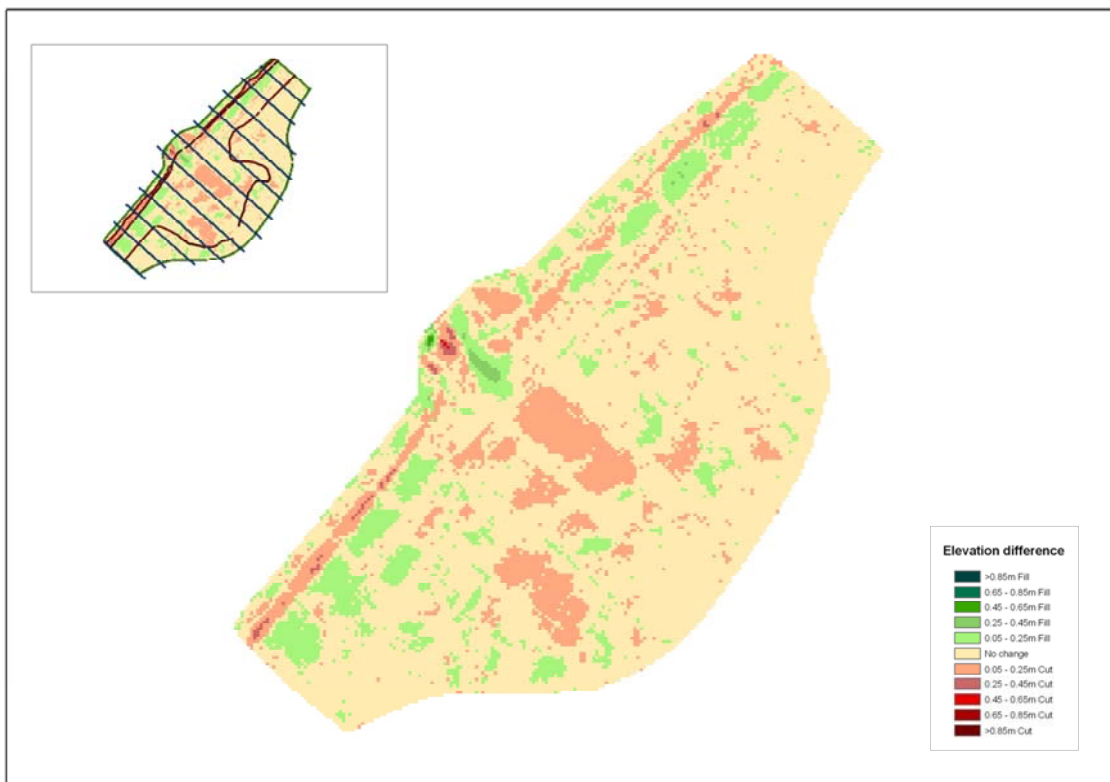 Elevation difference
>0.85m Fill
0.65 - 0.85m Fill
0.45 - 0.65m Fill
0.25 - 0.45m Fill
0.05 - 0.25m Fill
No change
0.05 - 0.25m Cut
0.25 - 0.45m Cut
0.45 - 0.65m Cut
0.65 - 0.85m Cut
>0.85m Cut